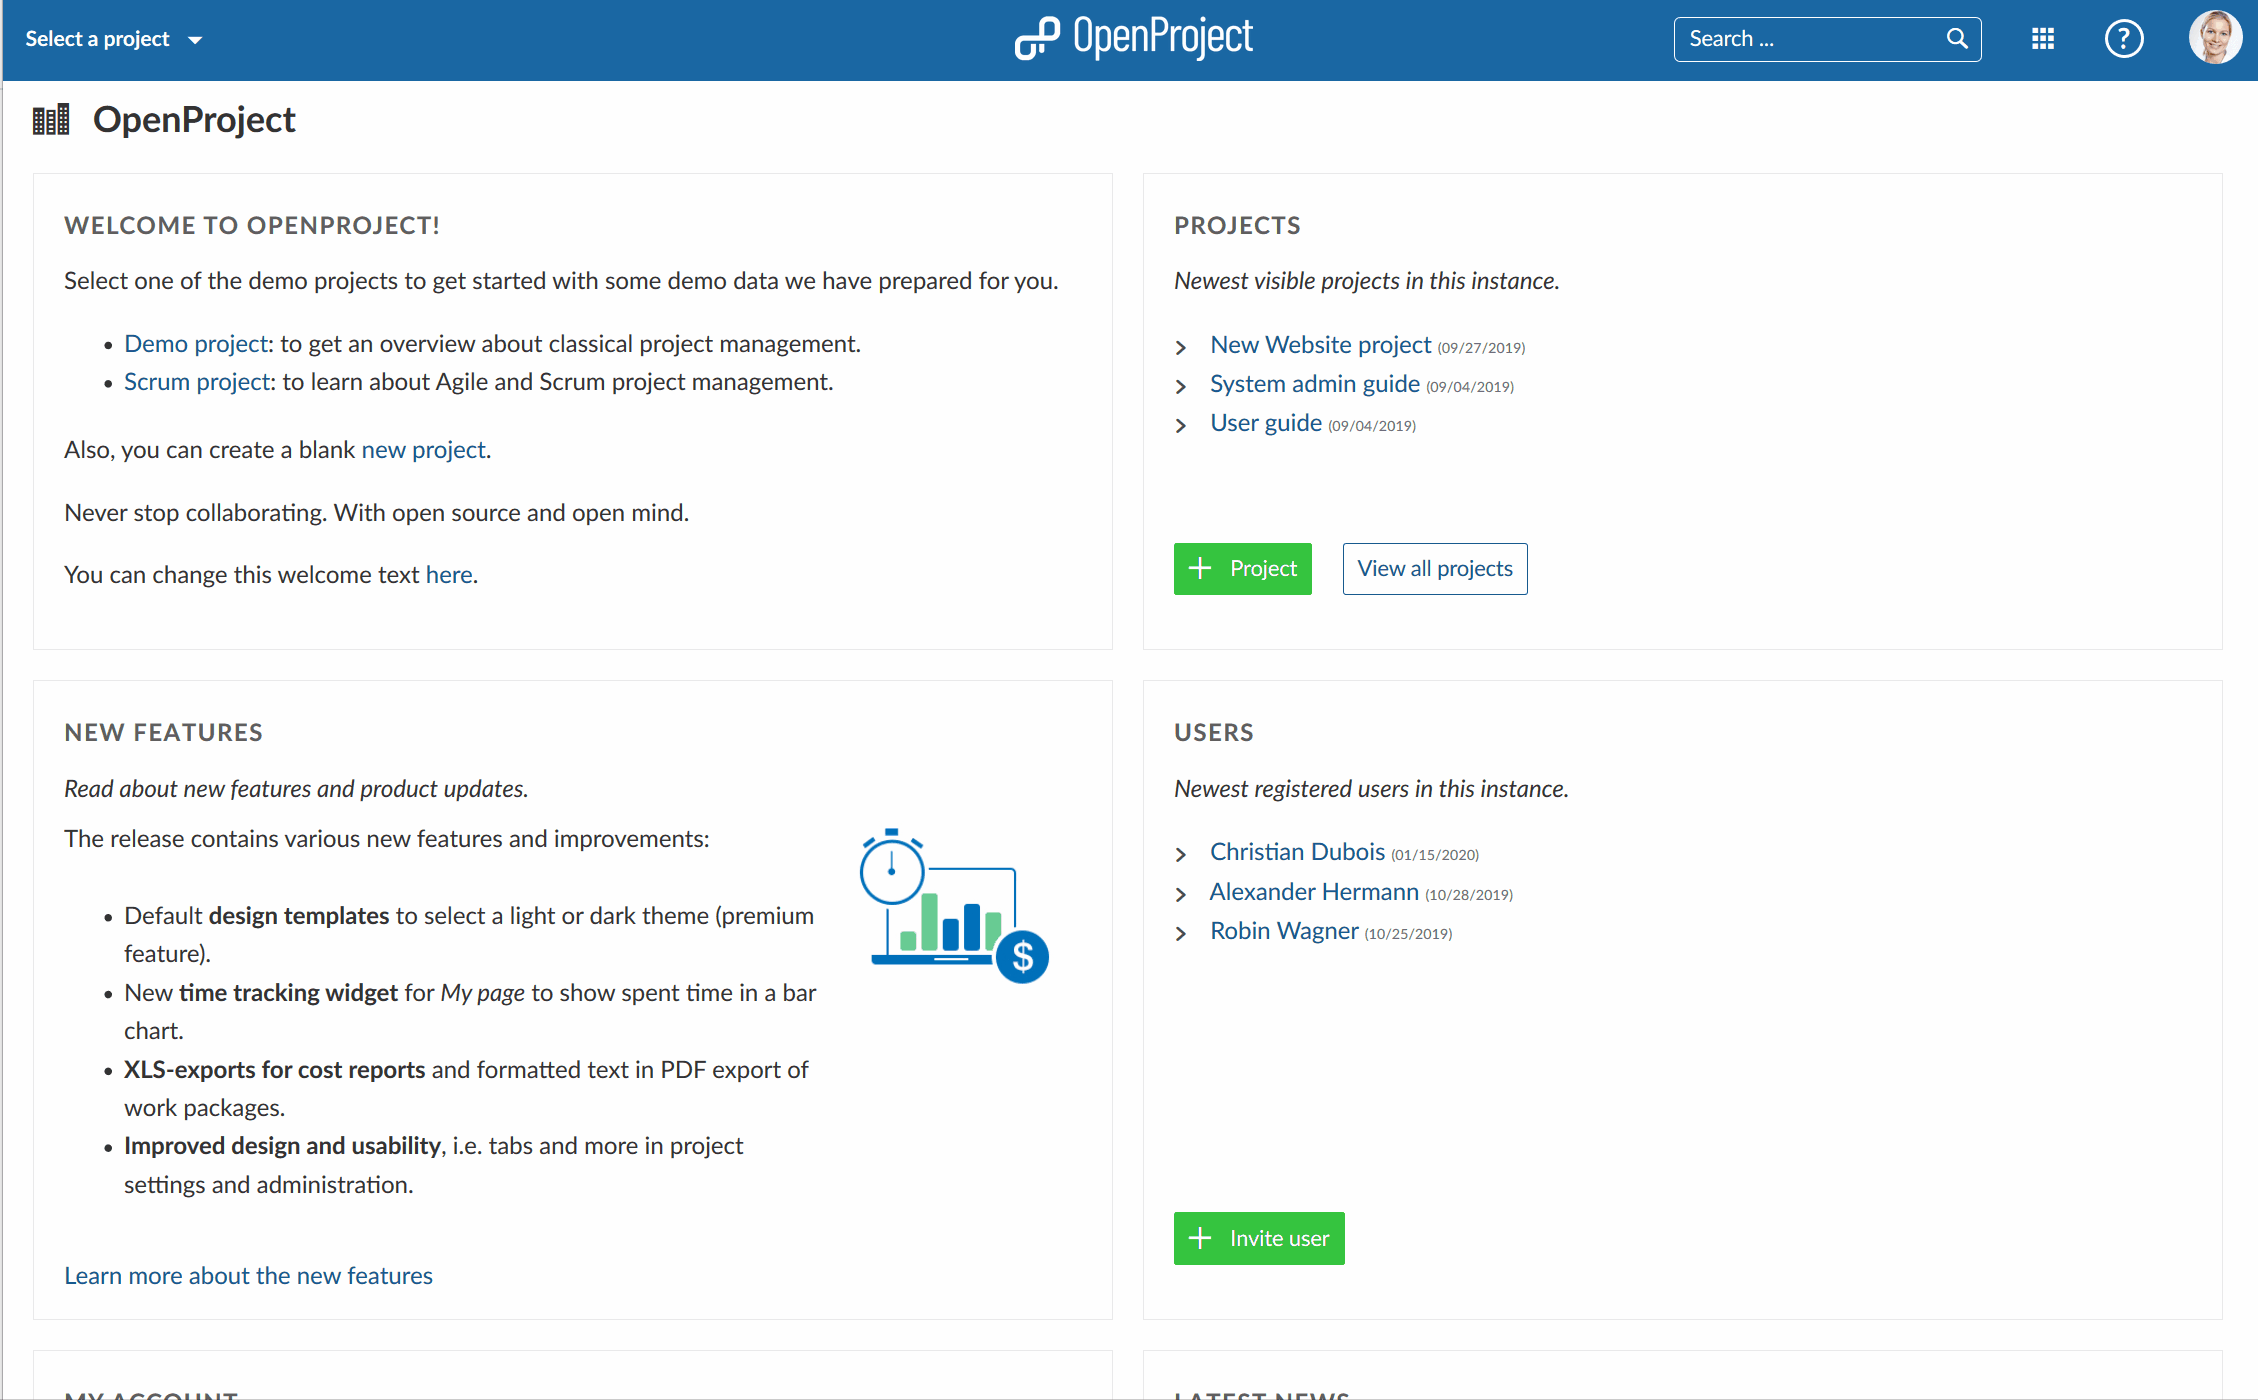 Select a project
OpenProject
Search ...
?
OpenProject
WELCOME TO OPENPROJECT!
Select one of the demo projects to get started with some demo data we have prepared for you.
• Demo project: to get an overview about classical project management.
• Scrum project: to learn about Agile and Scrum project management.
Also, you can create a blank new project.
Never stop collaborating. With open source and open mind.
You can change this welcome text here.
PROJECTS
Newest visible projects in this instance.
New Website project (09/27/2019)
System admin guide (09/04/2019)
User guide (09/04/2019)
+ Project
View all projects
NEW FEATURES
Read about new features and product updates.
The release contains various new features and improvements:
• Default design templates to select a light or dark theme (premium
feature).
• New time tracking widget for My page to show spent time in a bar
chart.
• XLS-exports for cost reports and formatted text in PDF export of
work packages.
• Improved design and usability, i.e. tabs and more in project
settings and administration.
$
Learn more about the new features
USERS
Newest registered users in this instance.
Christian Dubois (01/15/2020)
Alexander Hermann (10/28/2019)
Robin Wagner (10/25/2019)
+ Invite user
MY ACCOUNT
LATEST NEWS